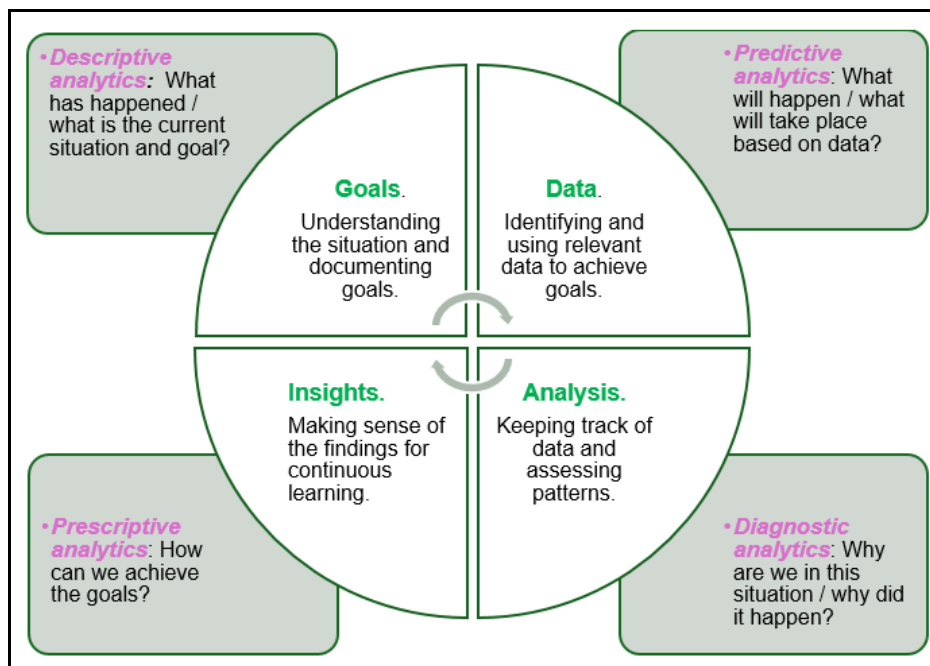 •Descriptive
analytics: What
has happened /
what is the current
situation and goal?
•Predictive
analytics: What
will happen / what
will take place
based on data?
Goals.
Understanding
the situation and
documenting
goals.
Data.
Identifying and
using relevant
data to achieve
goals.
Insights.
Making sense of
the findings for
continuous
learning.
Analysis.
Keeping track of
data and
assessing
patterns.
•Prescriptive
analytics: How
can we achieve
the goals?
•Diagnostic
analytics: Why
are we in this
situation / why did
it happen?